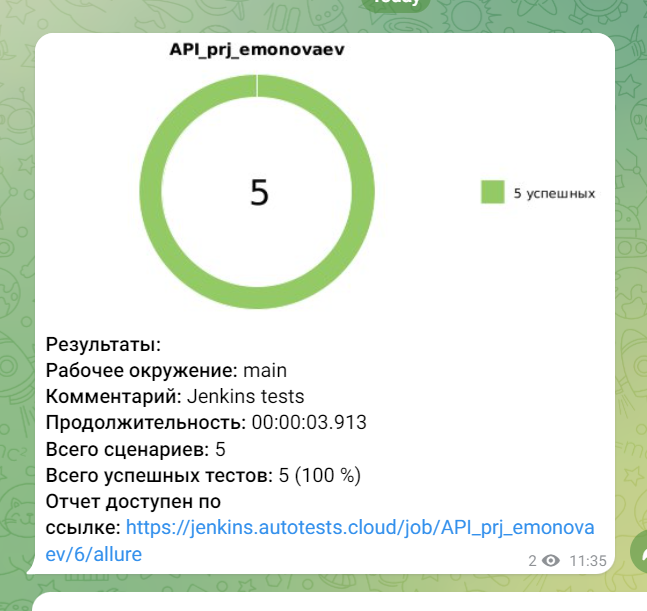 Today
API_prj_emonovaev
5
5 успешных
Результаты:
Рабочее окружение: main
Комментарий: Jenkins tests
Продолжительность: 00:00:03.913
Всего сценариев: 5
Всего успешных тестов: 5 (100 %)
Отчет доступен по
ссылке: https://jenkins.autotests.cloud/job/API_prj_emonova
ev/6/allure
2 11:35